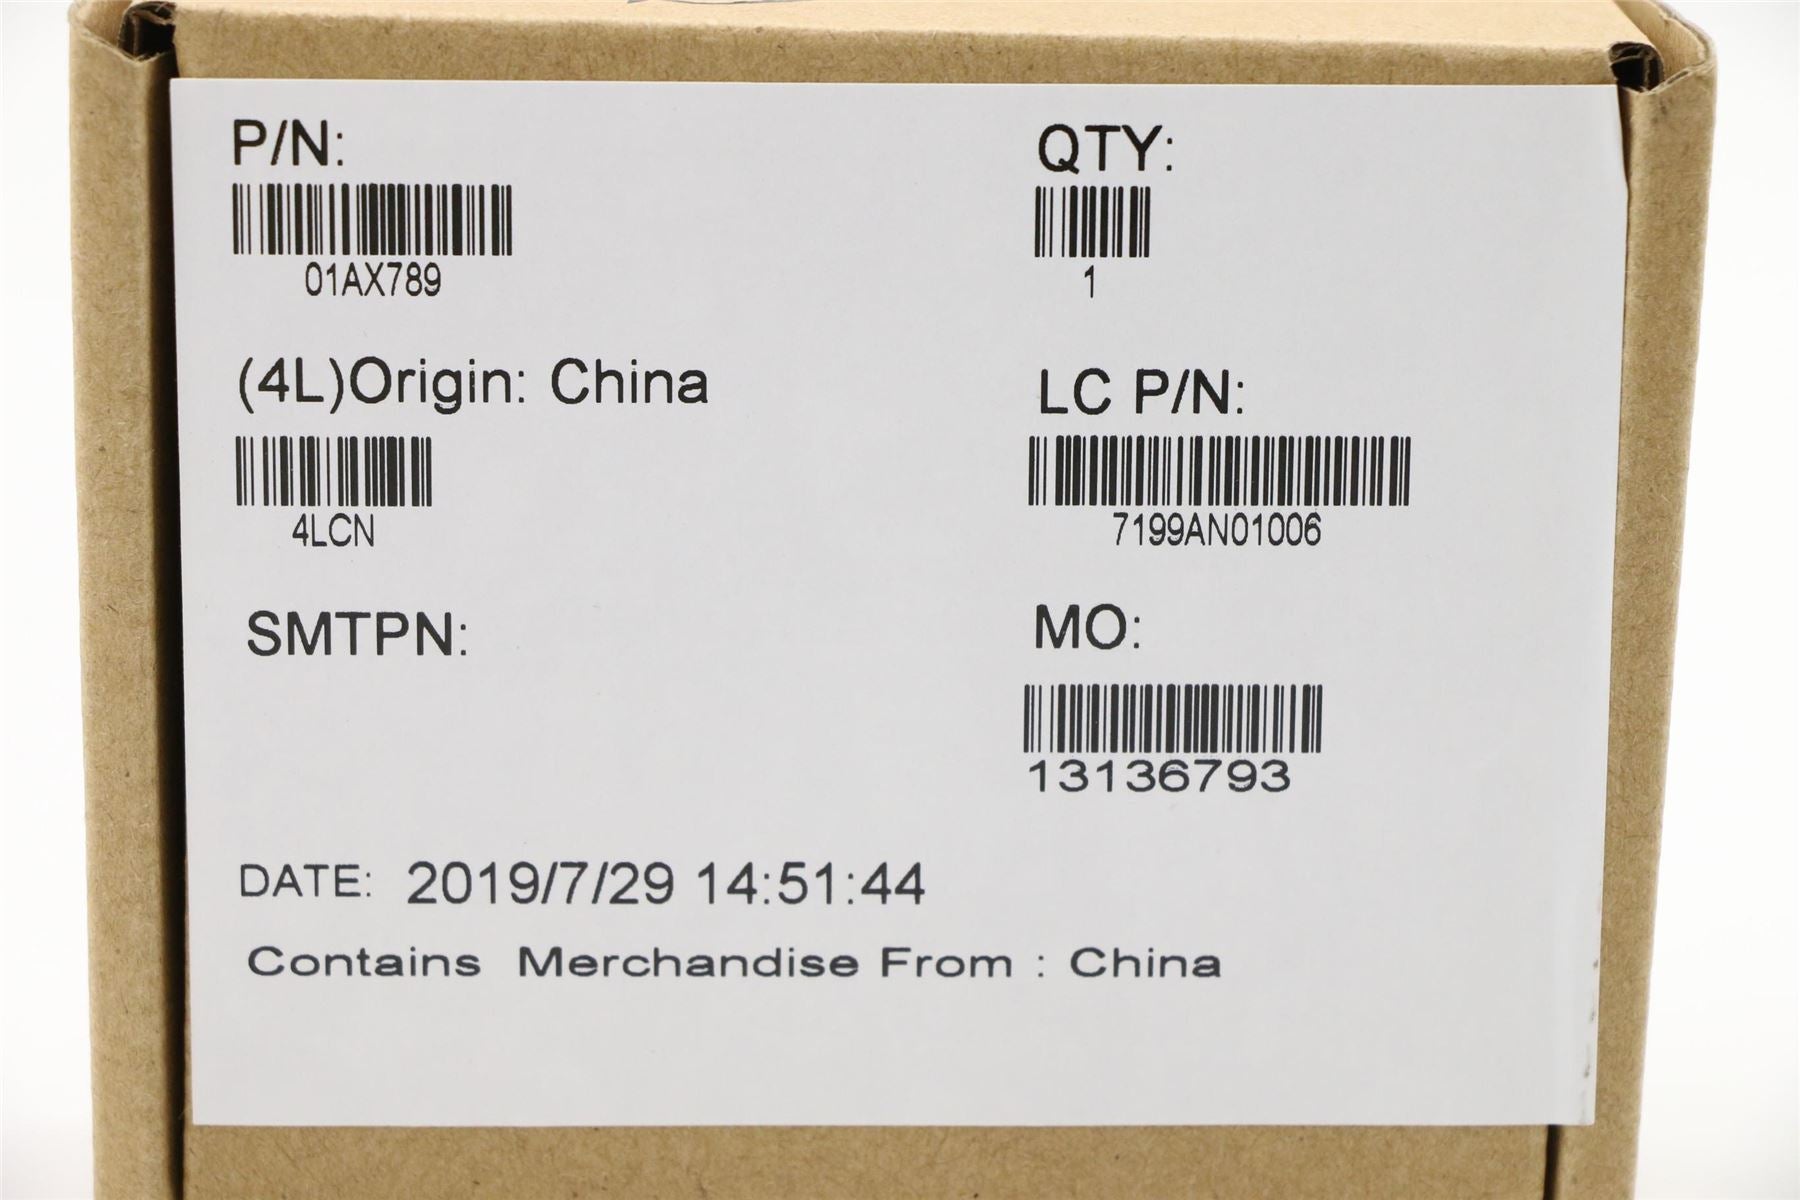 P/N:
01AX789
QTY:
1
(4L)Origin: China
4LCN
LC P/N:
7199AN01006
SMTPN:
MO:
13136793
DATE: 2019/7/29 14:51:44
Contains Merchandise From : China